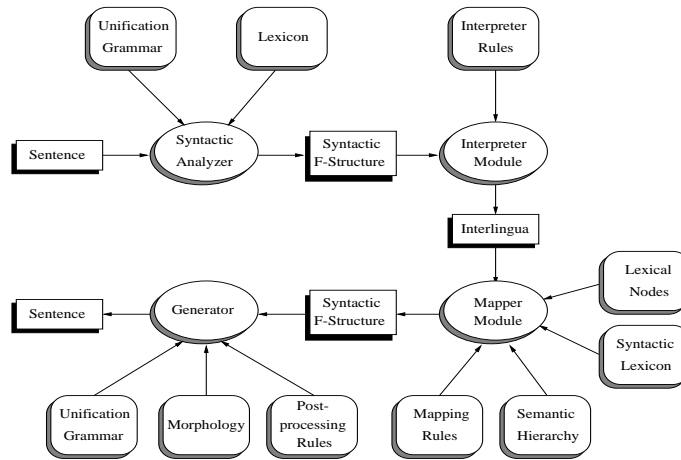 Unification
Grammar
Lexicon
Interpreter
Rules
Sentence
Syntactic
Analyzer
Syntactic
F-Structure
Interpreter
Module
Interlingua
Lexical
Nodes
Sentence
Generator
Syntactic
F-Structure
Mapper
Module
Syntactic
Lexicon
Unification
Grammar
Morphology
Post-
processing
Rules
Mapping
Rules
Semantic
Hierarchy